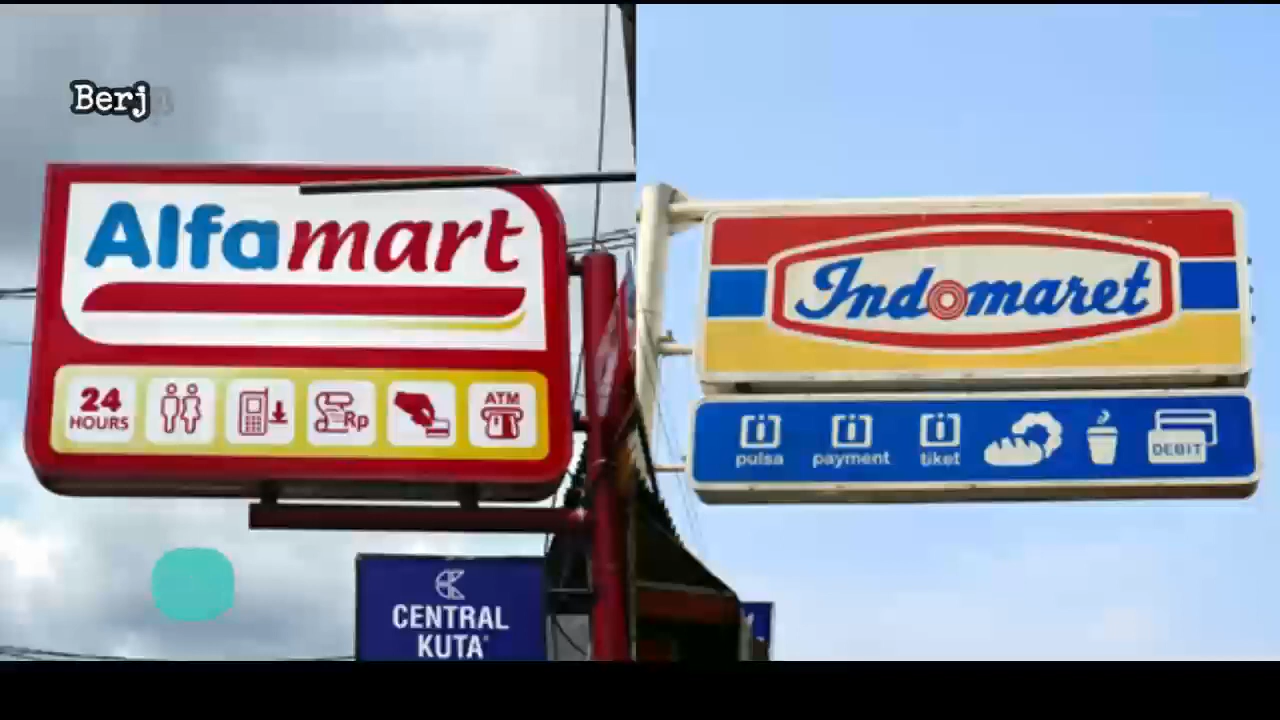 Berj
Alfamart
24
HOURS
Rp
ATM
CENTRAL
KUTA
Indomaret
pulsa
payment
tiket
DEBIT